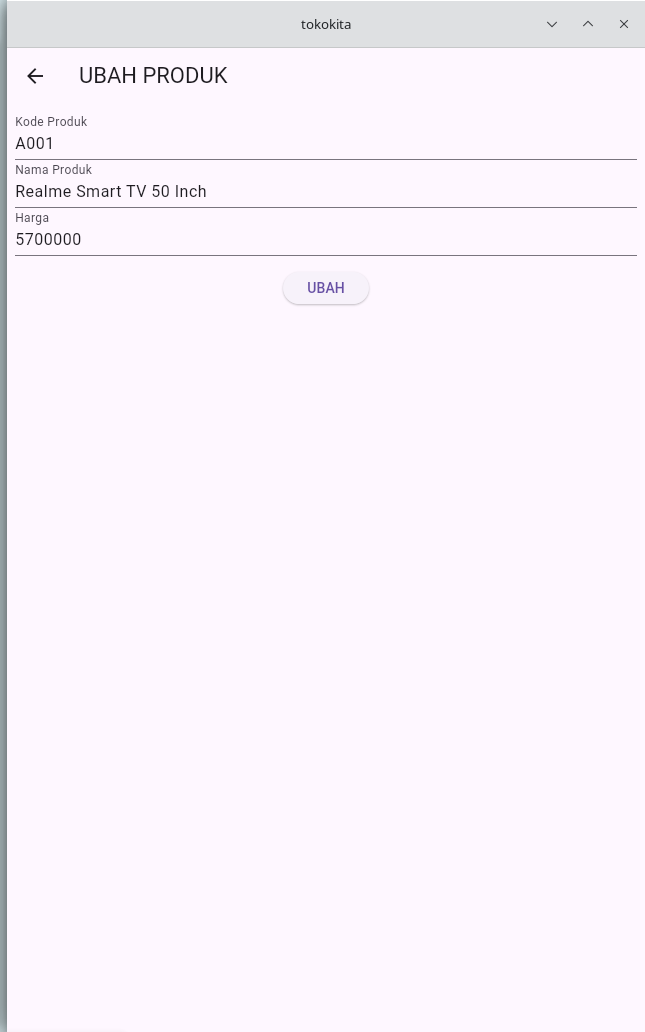 tokokita
UBAH PRODUK
Kode Produk
A001
Nama Produk
Realme Smart TV 50 Inch
Harga
5700000
UBAH